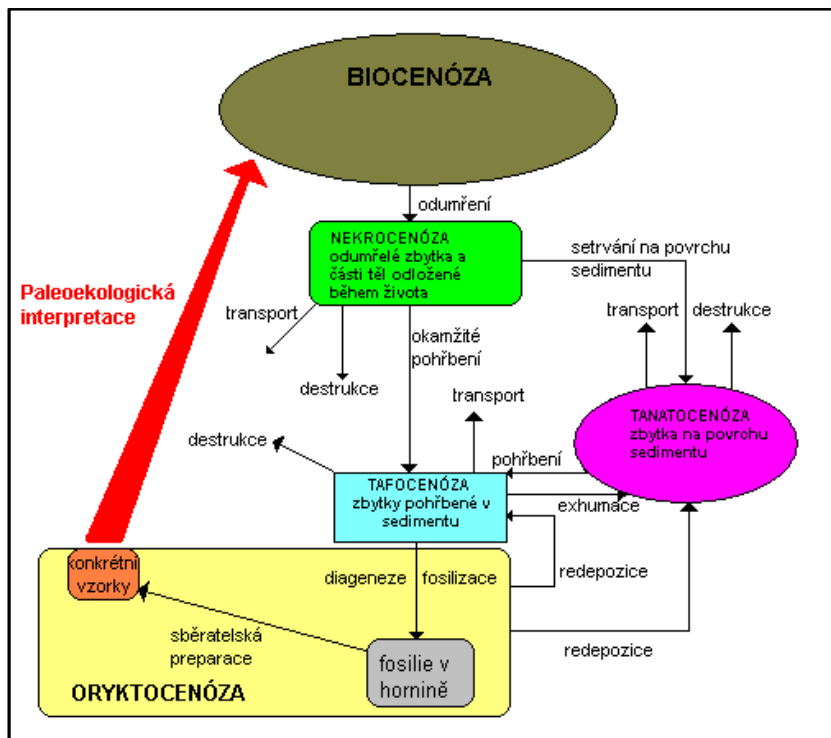 BIOCENÓZA
odumření
NEKROCENÓZA
odumřelé zbytka a
části těl odložené
během života
setrvání na povrchu
sedimentu
Paleoekologická
interpretace
transport
destrukce
okamžité
pohřbení
transport
destrukce
transport
destrukce
TANATOCENÓZA
zbytka na povrchu
sedimentu
pohřbení
TAFOCENÓZA
zbytky pohřbené v
sedimentu
exhumace
konkrétní
vzorky
diageneze
fosilizace
redepozice
sběratelská
preparace
fosilie v
hornině
redepozice
ORYKTOCENÓZA